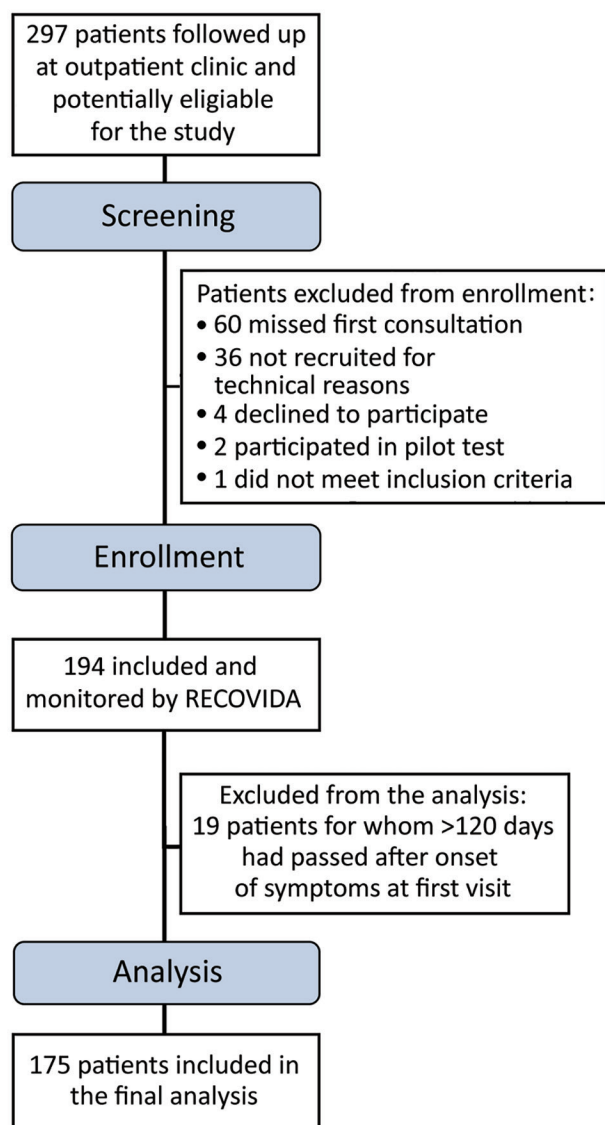 297 patients followed up
at outpatient clinic and
potentially eligiable
for the study
Screening
Patients excluded from enrollment:
• 60 missed first consultation
• 36 not recruited for
technical reasons
• 4 declined to participate
• 2 participated in pilot test
• 1 did not meet inclusion criteria
Enrollment
194 included and
monitored by RECOVIDA
Excluded from the analysis:
19 patients for whom >120 days
had passed after onset
of symptoms at first visit
Analysis
175 patients included in
the final analysis